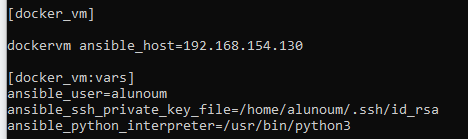 [docker_vm]
dockervm ansible_host=192.168.154.130
[docker_vm:vars]
ansible_user=alunoum
ansible_ssh_private_key_file=/home/alunoum/.ssh/id_rsa
ansible_python_interpreter=/usr/bin/python3